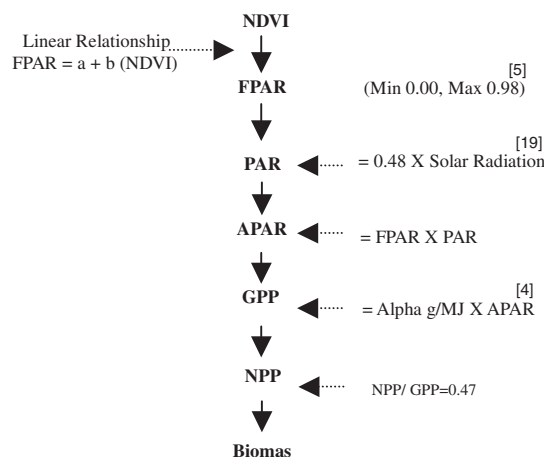 NDVI
Linear Relationship
FPAR = a + b (NDVI)
[5]
FPAR
(Min 0.00, Max 0.98)
[19]
PAR
= 0.48 X Solar Radiation
APAR
= FPAR X PAR
[4]
GPP
= Alpha g/MJ X APAR
NPP
NPP/ GPP=0.47
Biomas